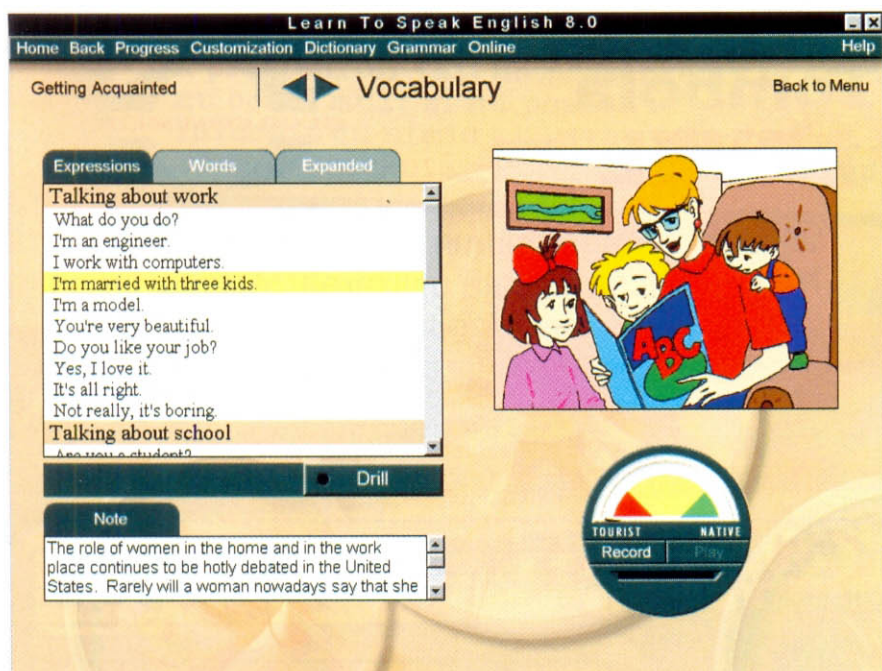 Learn To Speak English 8.0
Home Back Progress Customization Dictionary Grammar Online Help
Getting Acquainted
Vocabulary
Back to Menu
Expressions Words Expanded
Talking about work
What do you do?
I'm an engineer.
I work with computers.
I'm married with three kids.
I'm a model.
You're very beautiful.
Do you like your job?
Yes, I love it.
It's all right.
Not really, it's boring.
Talking about school
Are you a student?
Drill
Note
The role of women in the home and in the work
place continues to be hotly debated in the United
States. Rarely will a woman nowadays say that she
ABC
TOURIST NATIVE
Record Play